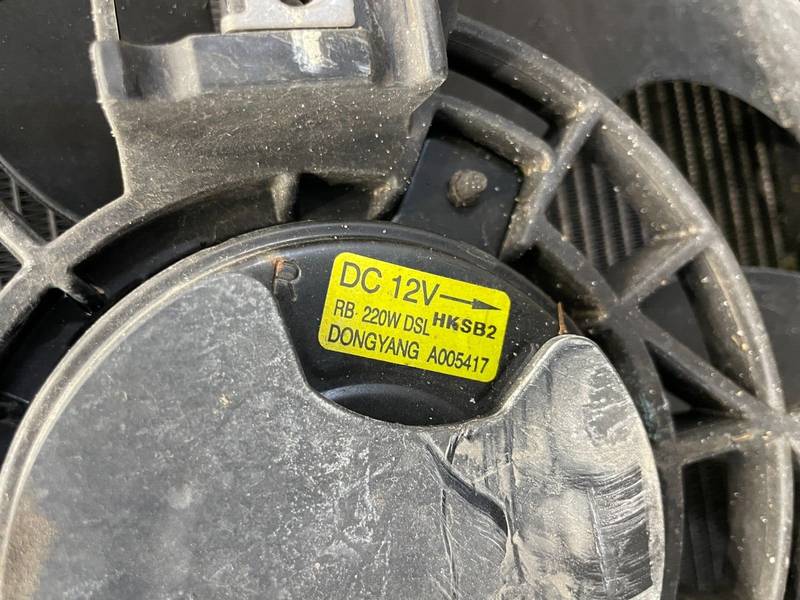 R
DC 12V→
RB 220W DSL HKSB2
DONGYANG A005417